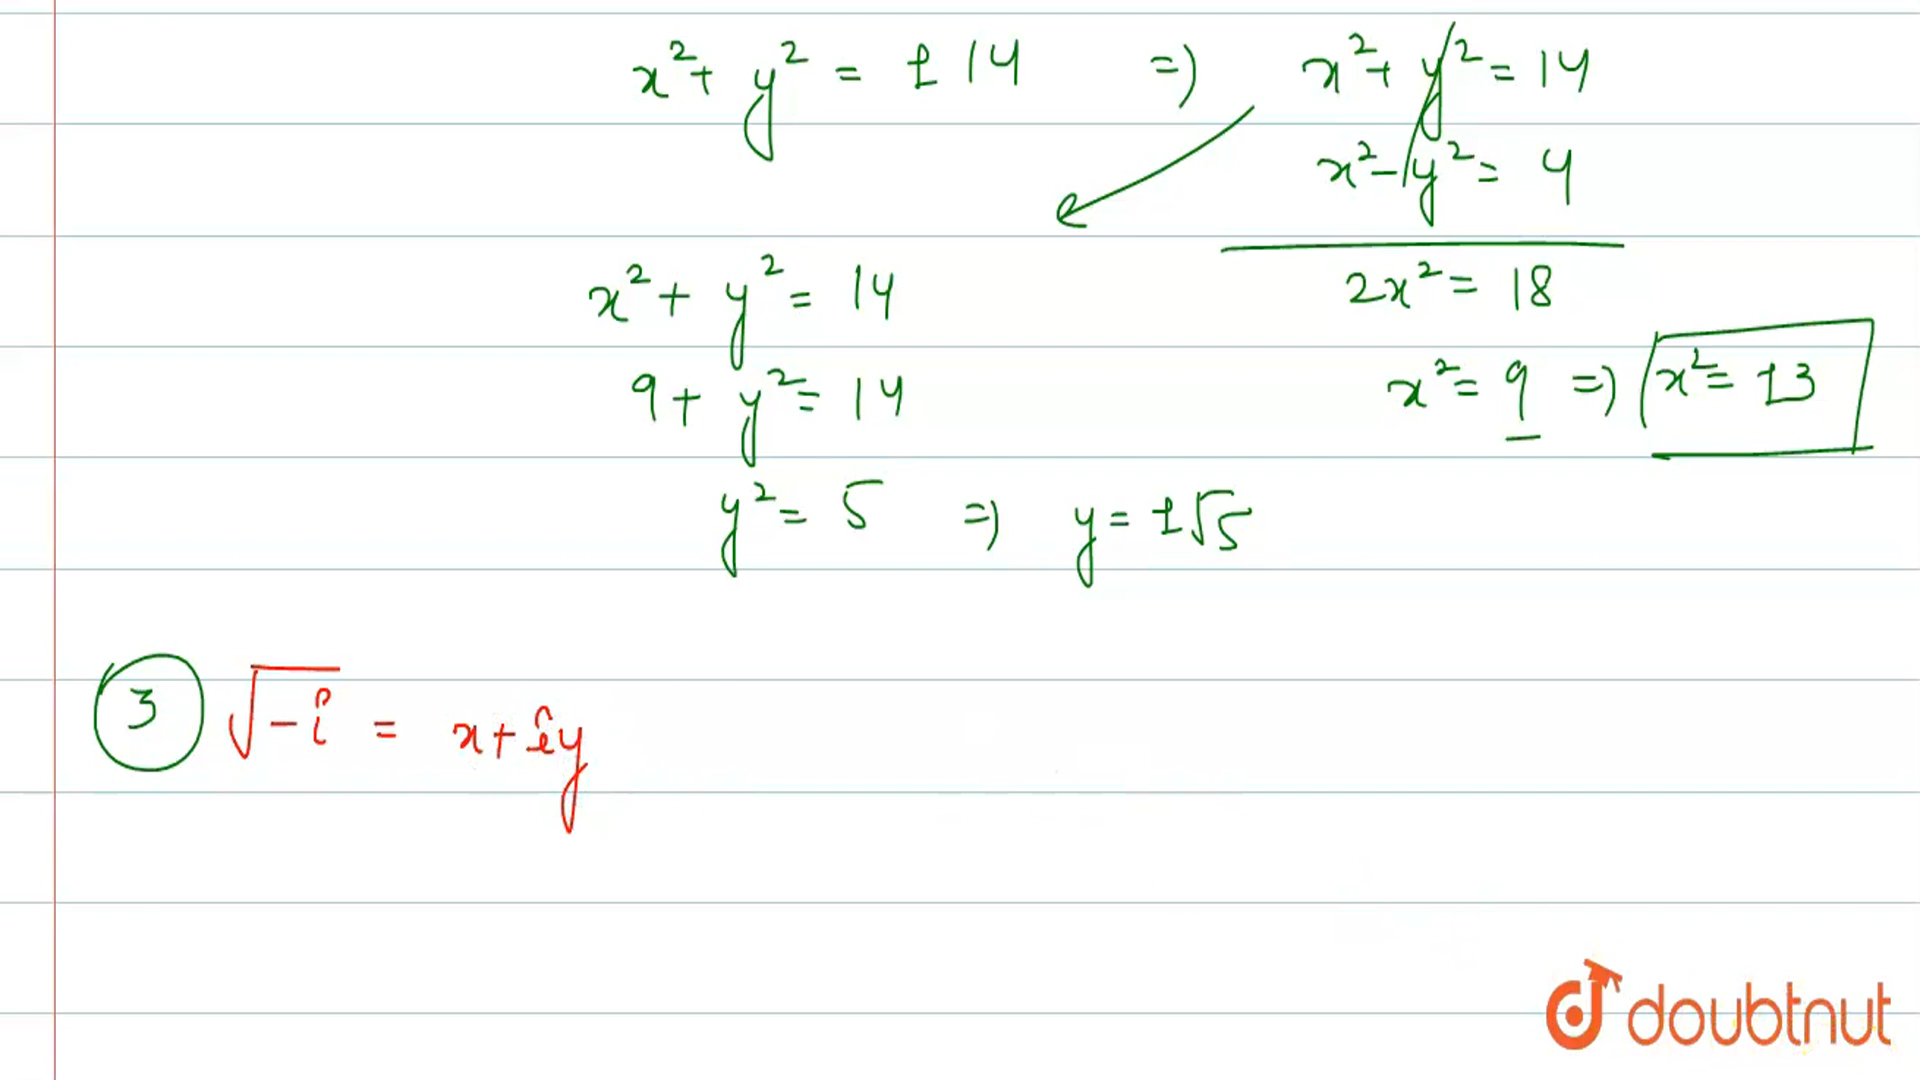 x² + y² = ± 14 => x² + y² = 14
x² - y² = 4
x² + y² = 14 2x² = 18
9 + y² = 14 x² = 9 => x² = ±3
y² = 5 => y = ±√5
3 √-i = x + iy
doubtnut